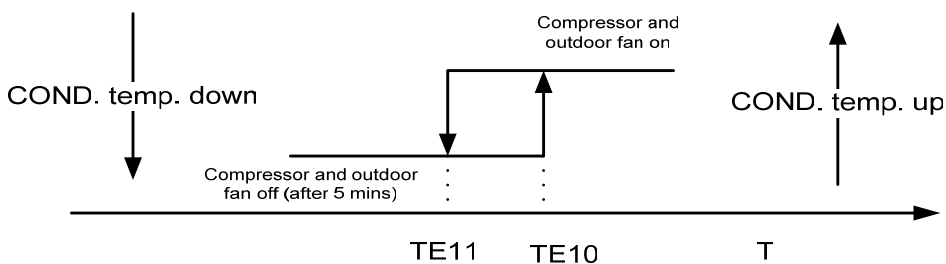 Compressor and
outdoor fan on
COND. temp. down
COND. temp. up
Compressor and outdoor
fan off (after 5 mins)
TE11
TE10
T